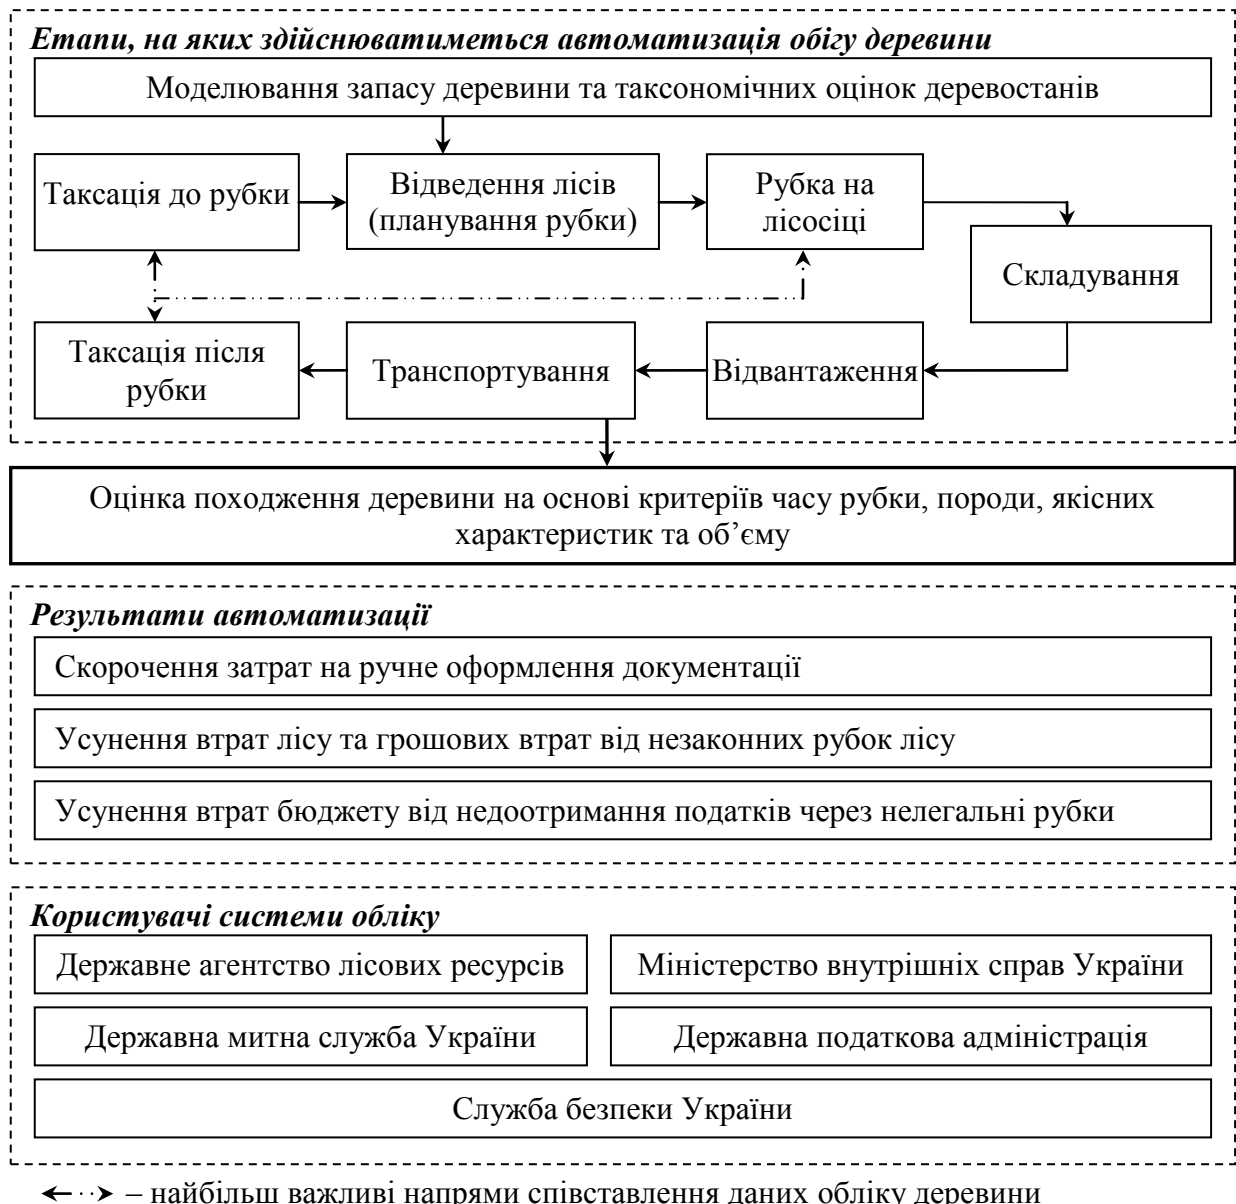 Етапи, на яких здійснюватиметься автоматизація обігу деревини
Моделювання запасу деревини та таксономічних оцінок деревостанів
Таксація до рубки
Відведення лісів
(планування рубки)
Рубка на
лісосіці
Складування
Таксація після
рубки
Транспортування
Відвантаження
Оцінка походження деревини на основі критеріїв часу рубки, породи, якісних
характеристик та об’єму
Результати автоматизації
Скорочення затрат на ручне оформлення документації
Усунення втрат лісу та грошових втрат від незаконних рубок лісу
Усунення втрат бюджету від недоотримання податків через нелегальні рубки
Користувачі системи обліку
Державне агентство лісових ресурсів
Міністерство внутрішніх справ України
Державна митна служба України
Державна податкова адміністрація
Служба безпеки України
– найбільш важливі напрями співставлення даних обліку деревини